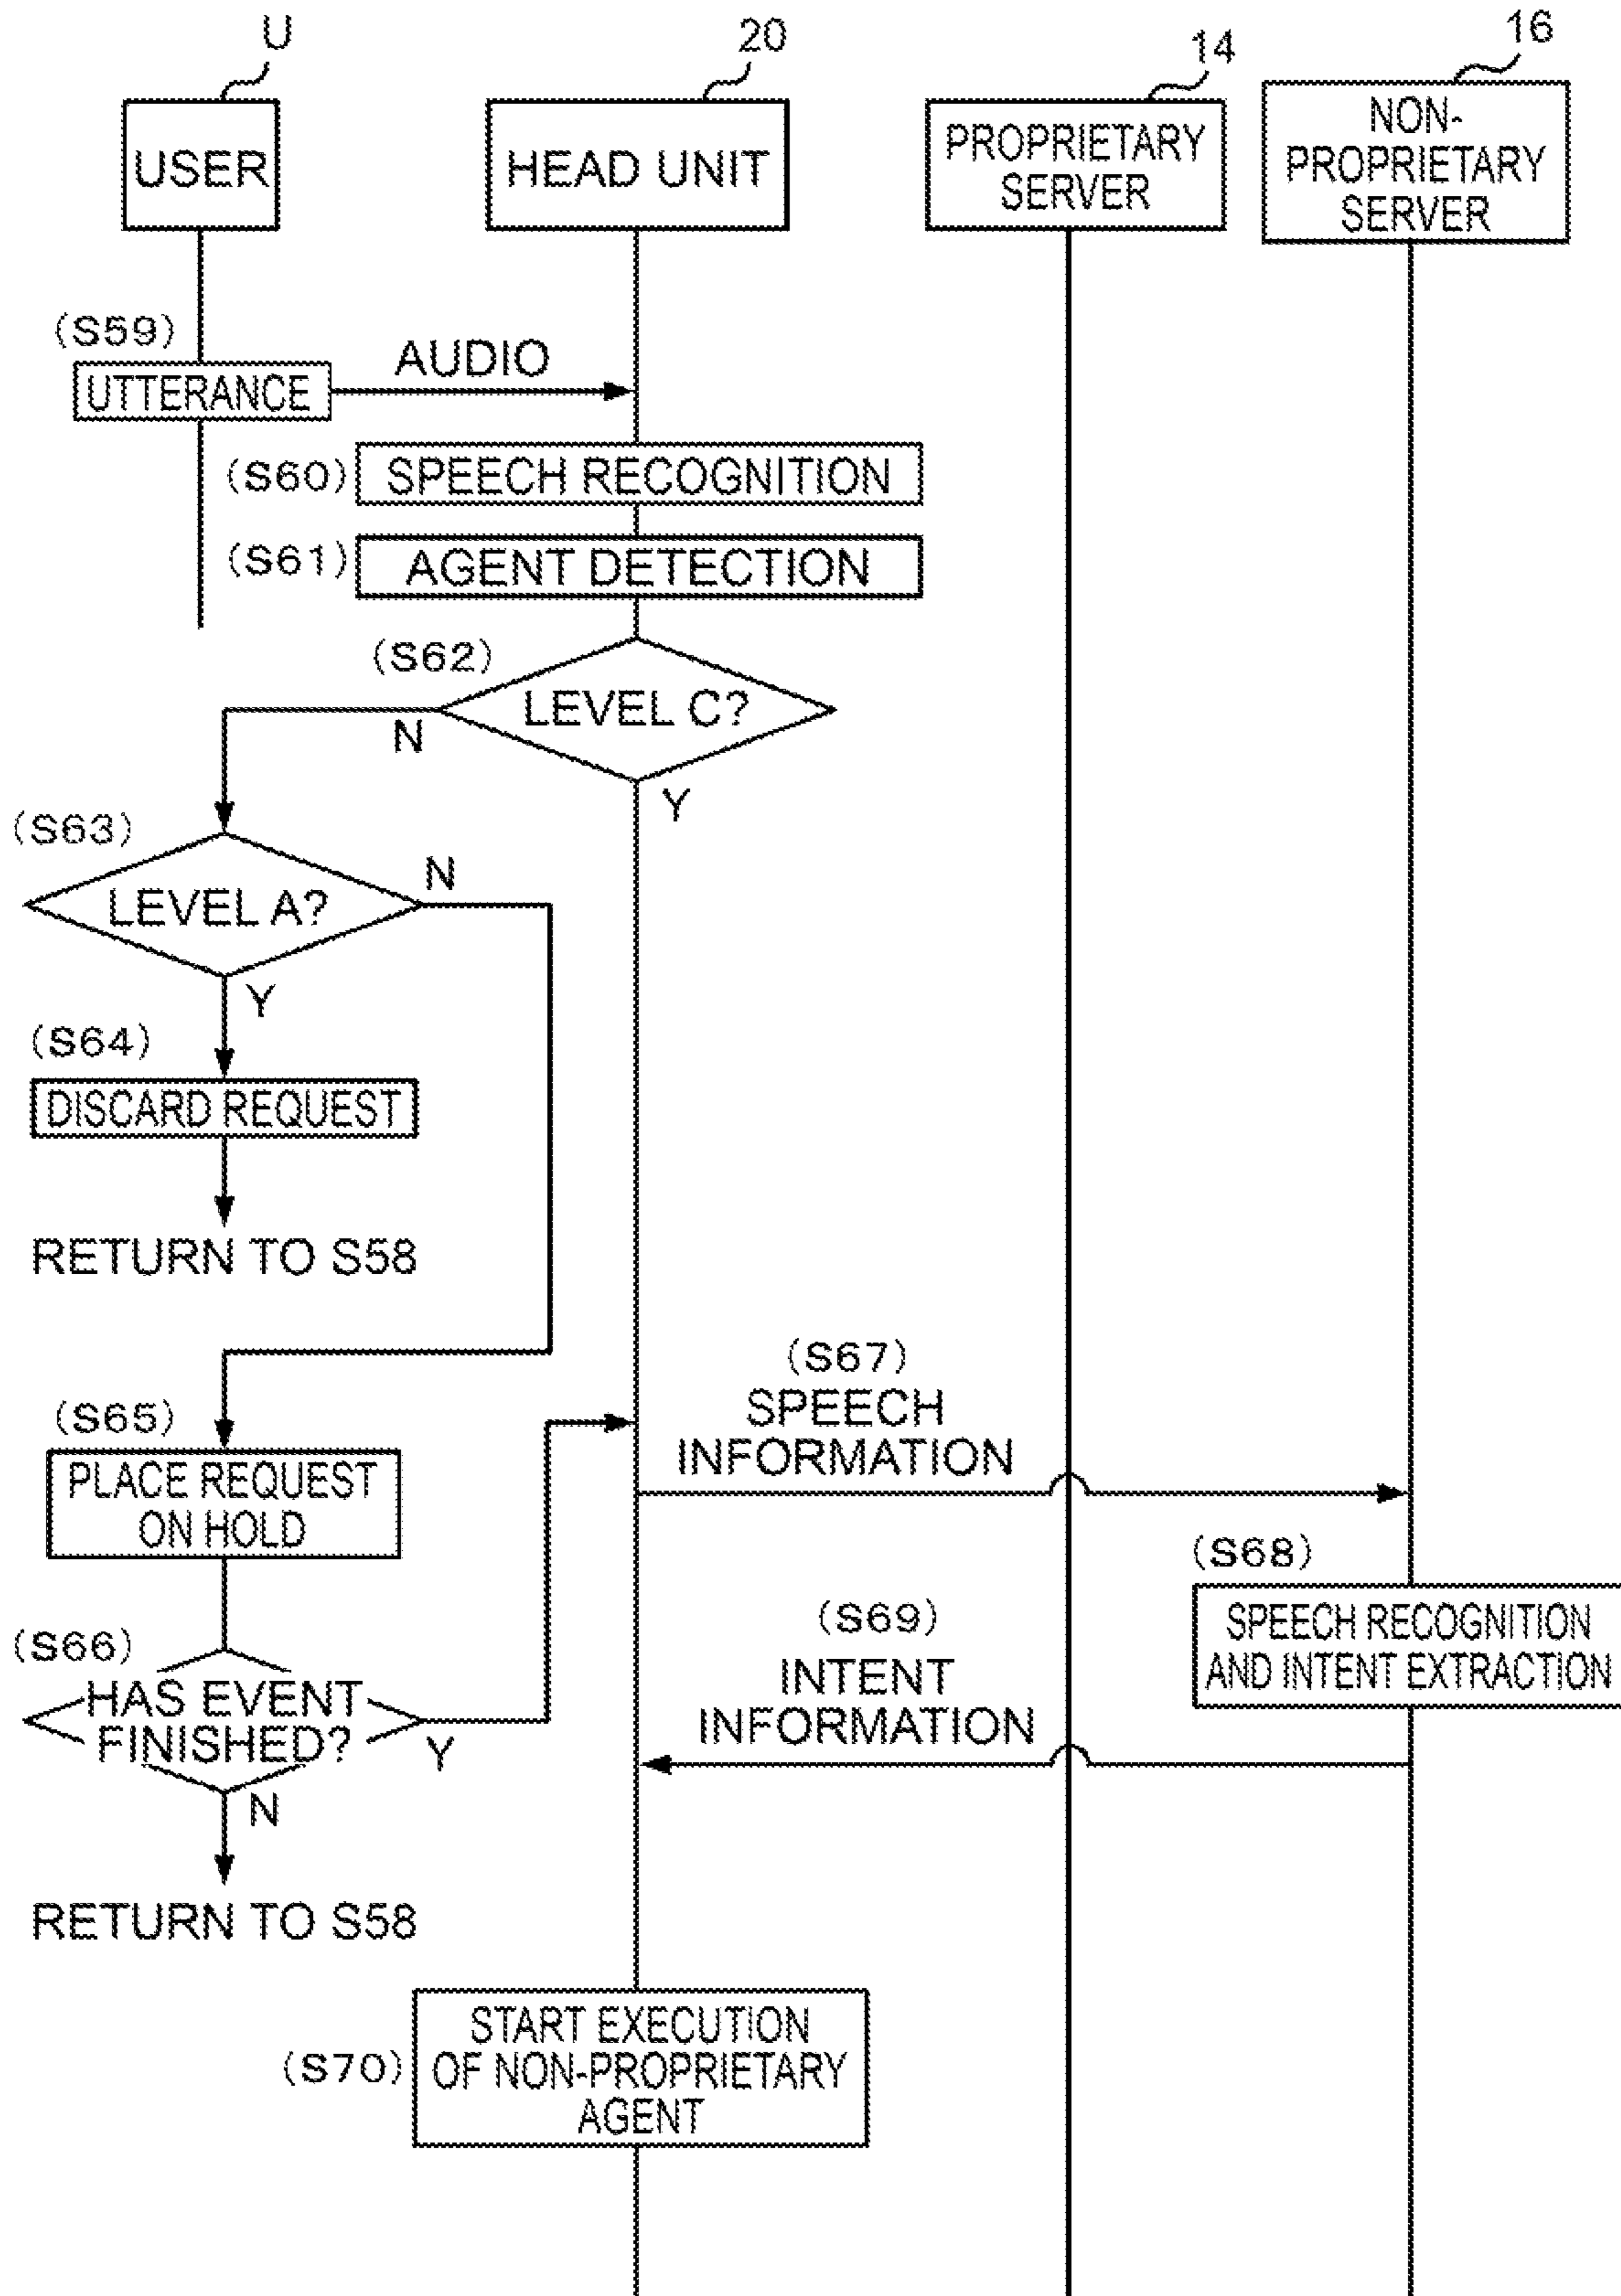 U
20
14
16
USER
HEAD UNIT
PROPRIETARY
SERVER
NON-
PROPRIETARY
SERVER
(S59)
UTTERANCE
AUDIO
(S60)
SPEECH RECOGNITION
(S61)
AGENT DETECTION
(S62)
LEVEL C?
N
Y
(S63)
LEVEL A?
N
Y
(S64)
DISCARD REQUEST
RETURN TO S58
(S65)
PLACE REQUEST
ON HOLD
(S66)
HAS EVENT
FINISHED?
Y
N
RETURN TO S58
(S67)
SPEECH
INFORMATION
(S68)
SPEECH RECOGNITION
AND INTENT EXTRACTION
(S69)
INTENT
INFORMATION
(S70)
START EXECUTION
OF NON-PROPRIETARY
AGENT